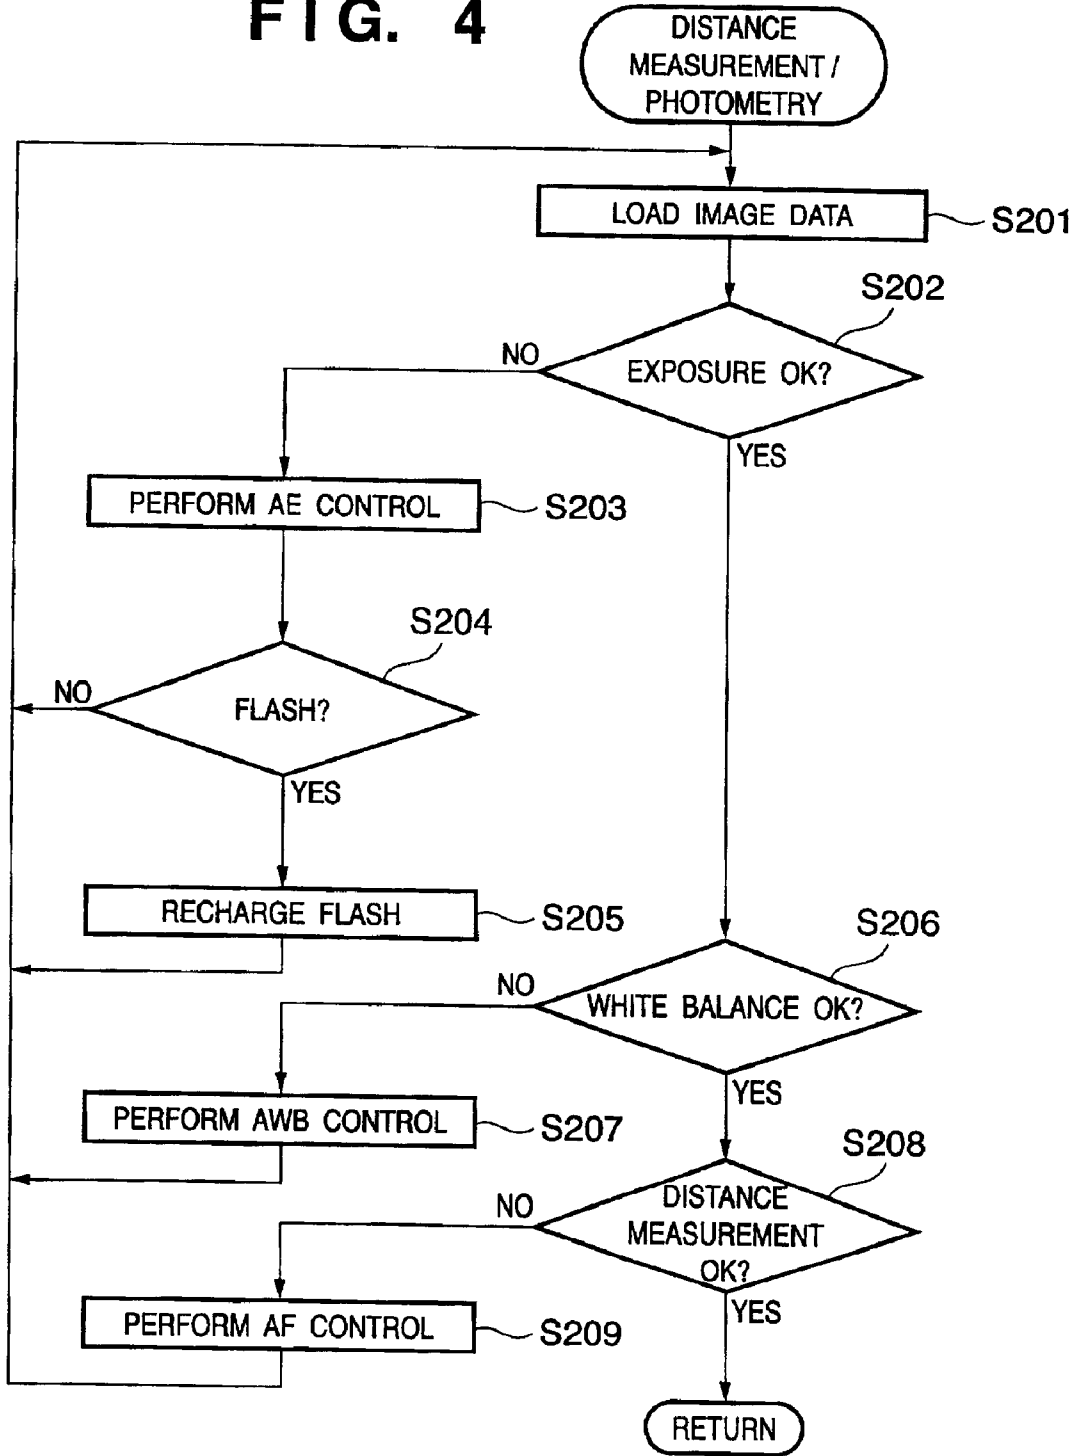 FIG. 4
DISTANCE
MEASUREMENT /
PHOTOMETRY
LOAD IMAGE DATA
S201
S202
EXPOSURE OK?
NO
YES
PERFORM AE CONTROL
S203
S204
FLASH?
NO
YES
RECHARGE FLASH
S205
S206
WHITE BALANCE OK?
NO
YES
PERFORM AWB CONTROL
S207
S208
DISTANCE
MEASUREMENT
OK?
NO
YES
PERFORM AF CONTROL
S209
RETURN